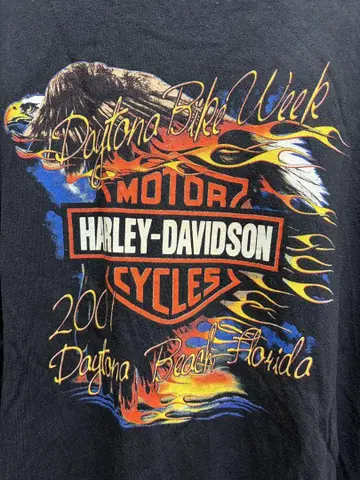 Daytona Bike Week
MOTOR
HARLEY-DAVIDSON
CYCLES
2001
Daytona Beach Florida